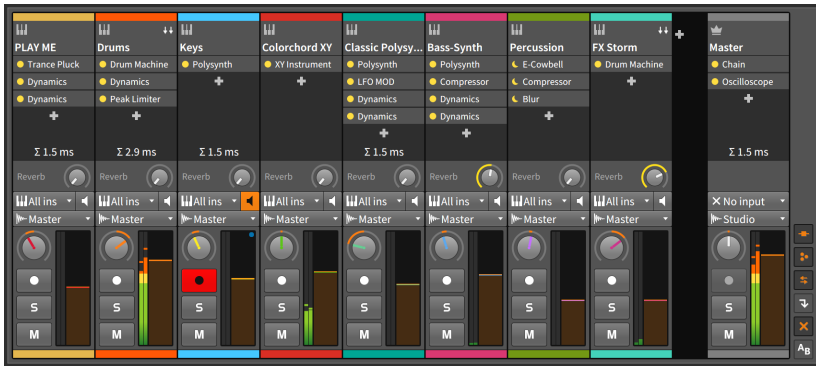 PLAY ME Drums Keys Colorchord XY Classic Polysy... Bass-Synth Percussion FX Storm Master
Trance Pluck Drum Machine Polysynth XY Instrument Polysynth Polysynth E-Cowbell Drum Machine Chain
Dynamics Dynamics LFO MOD Compressor Compressor Oscilloscope
Dynamics Peak Limiter Dynamics Dynamics Blur
Dynamics Dynamics
Σ 1.5 ms Σ 2.9 ms Σ 1.5 ms Σ 1.5 ms Σ 1.5 ms
Reverb Reverb Reverb Reverb Reverb Reverb Reverb Reverb
All ins All ins All ins All ins All ins All ins All ins All ins No input
Master Master Master Master Master Master Master Master Studio
S S S S S S S S S
M M M M M M M M M
AB